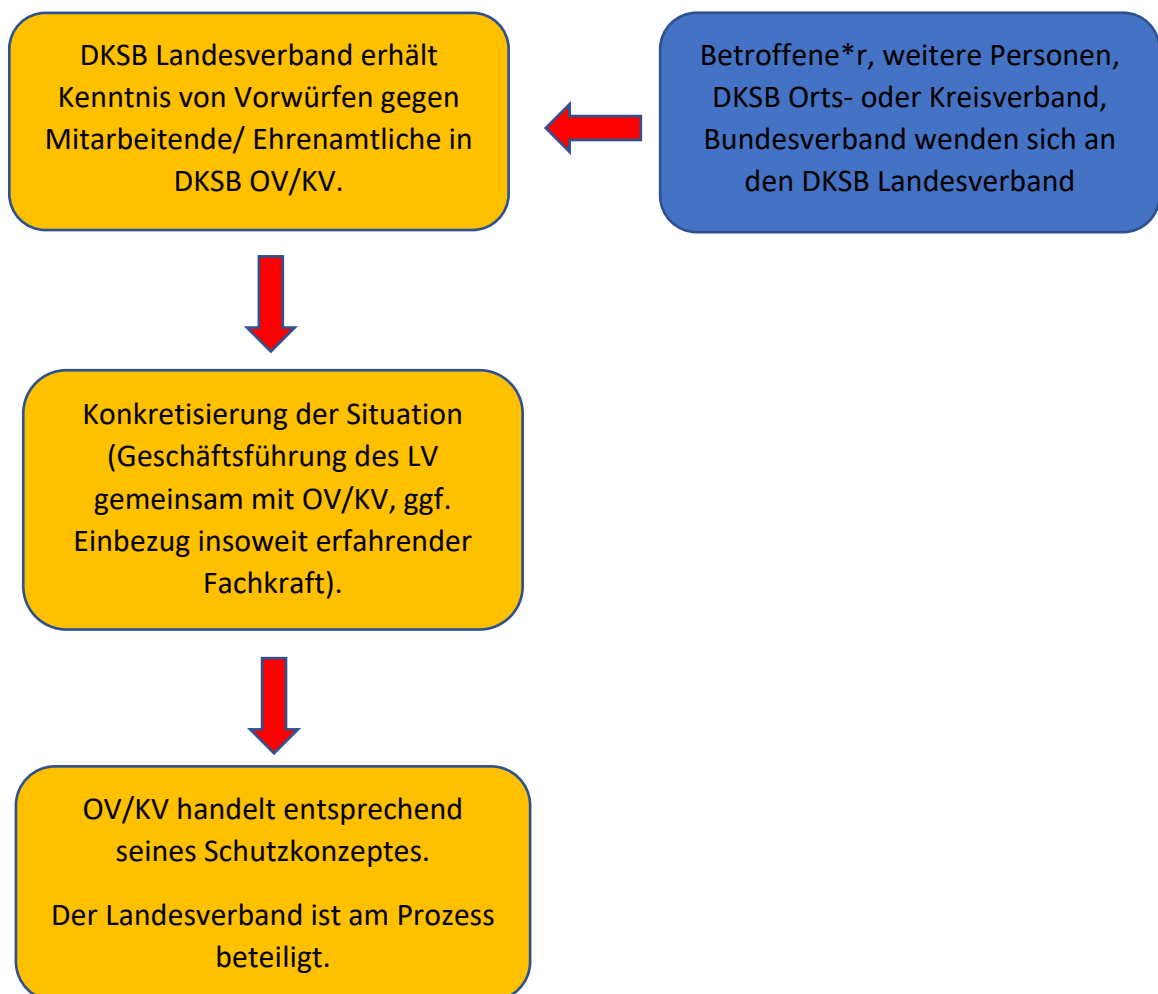 DKSB Landesverband erhält
Kenntnis von Vorwürfen gegen
Mitarbeitende/ Ehrenamtliche in
DKSB OV/KV.
Betroffene*r, weitere Personen,
DKSB Orts- oder Kreisverband,
Bundesverband wenden sich an
den DKSB Landesverband
Konkretisierung der Situation
(Geschäftsführung des LV
gemeinsam mit OV/KV, ggf.
Einbezug insoweit erfahrender
Fachkraft).
OV/KV handelt entsprechend
seines Schutzkonzeptes.
Der Landesverband ist am Prozess
beteiligt.